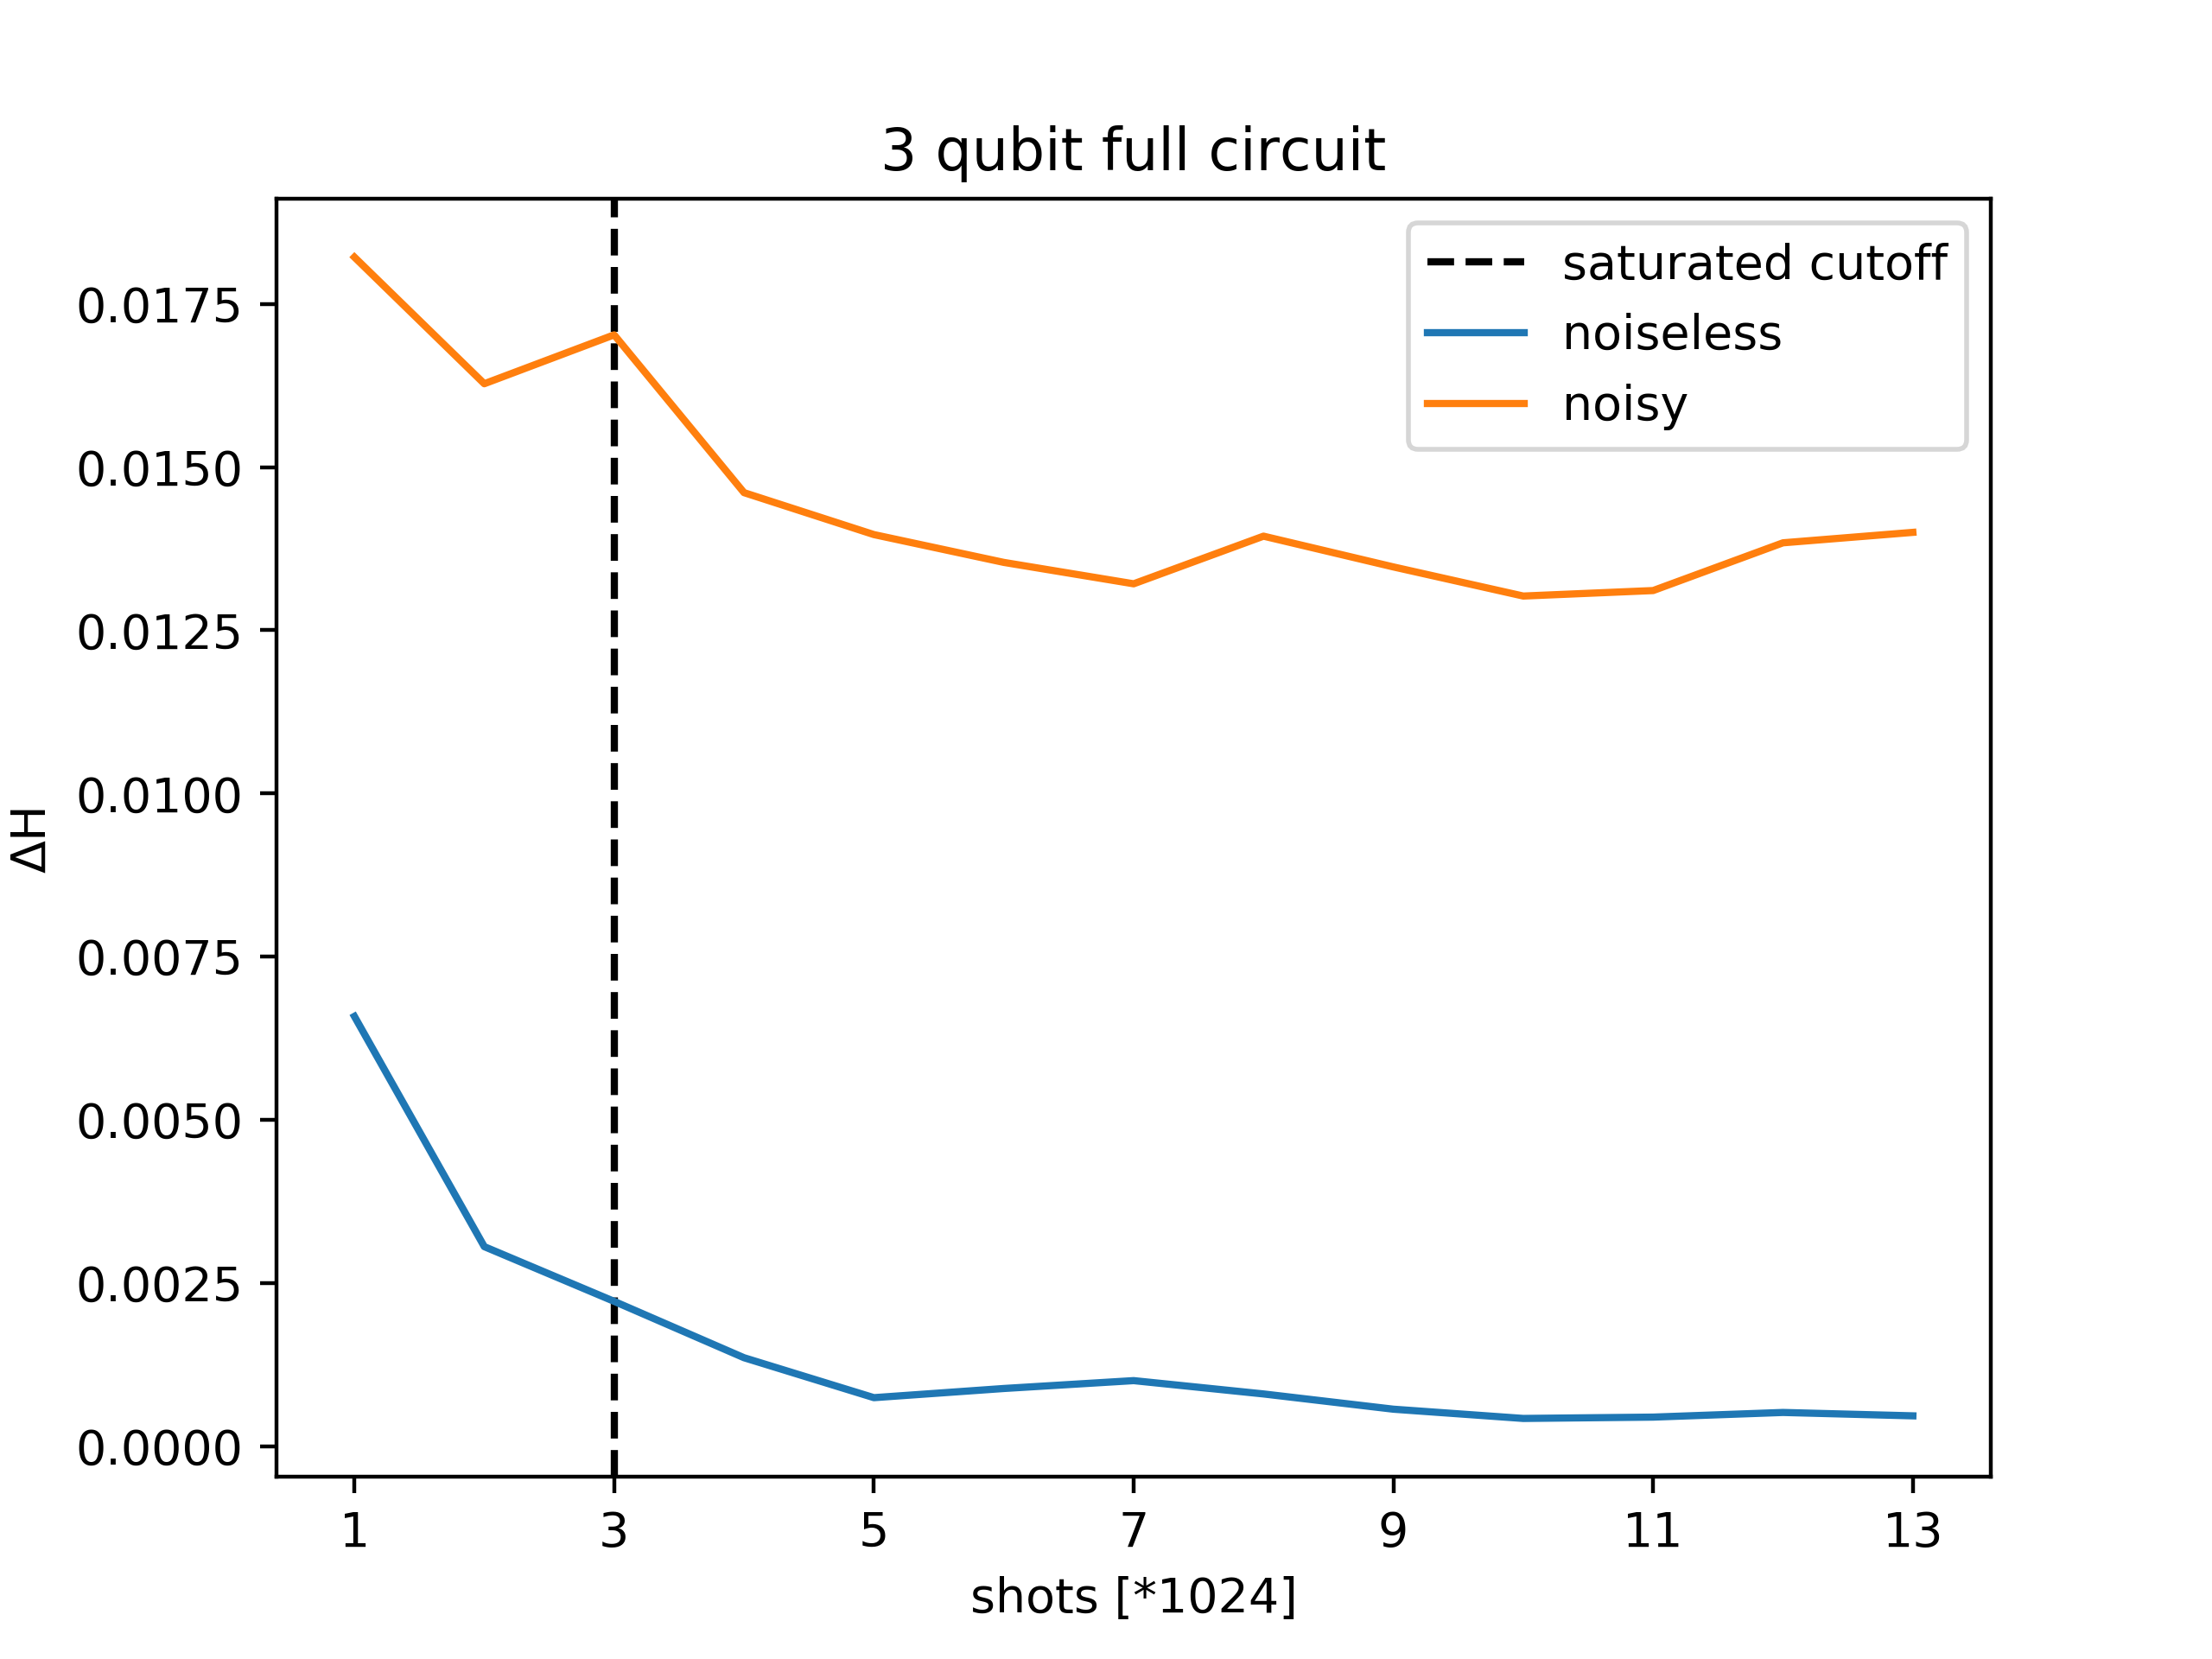 3 qubit full circuit
saturated cutoff
noiseless
noisy
0.0175
0.0150
0.0125
0.0100
0.0075
0.0050
0.0025
0.0000
ΔH
1 3 5 7 9 11 13
shots [*1024]